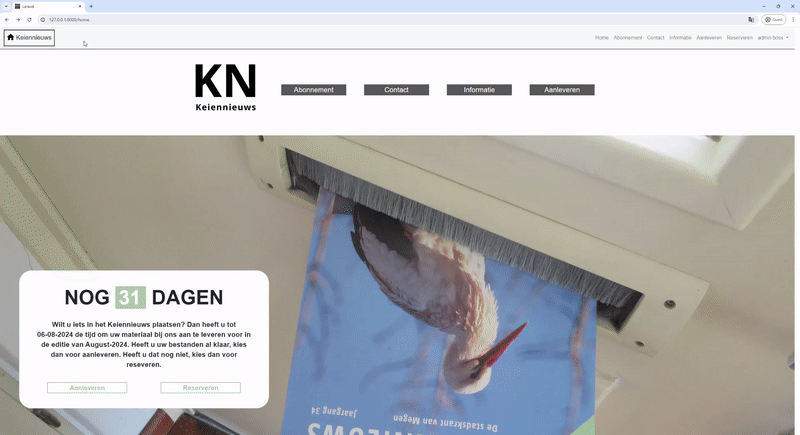 Laravel
127.0.0.1:8000/home
Guest
Keiennieuws
Home Abonnement Contact Informatie Aanleveren Reserveren admin boss
KN
Keiennieuws
Abonnement Contact Informatie Aanleveren
NOG 31 DAGEN
Wilt u iets in het Keiennieuws plaatsen? Dan heeft u tot
06-08-2024 de tijd om uw materiaal bij ons aan te leveren voor in
de editie van August-2024. Heeft u uw bestanden al klaar, kies
dan voor aanleveren. Heeft u dat nog niet, kies dan voor
reseveren.
Aanleveren Reserveren
De stadskrant van Megen
Jaargang 34